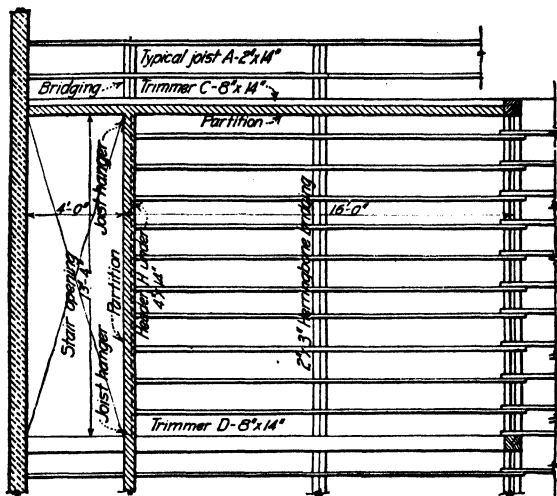 Typical joist A-2"x14"
Bridging
Trimmer C-8"x14"
Partition
4'-0"
16'-0"
Joist hanger
Stair opening
13'-4"
Partition
Header H under
4"x14"
2"x3" Herringbone bridging
Joist hanger
Trimmer D-8"x14"